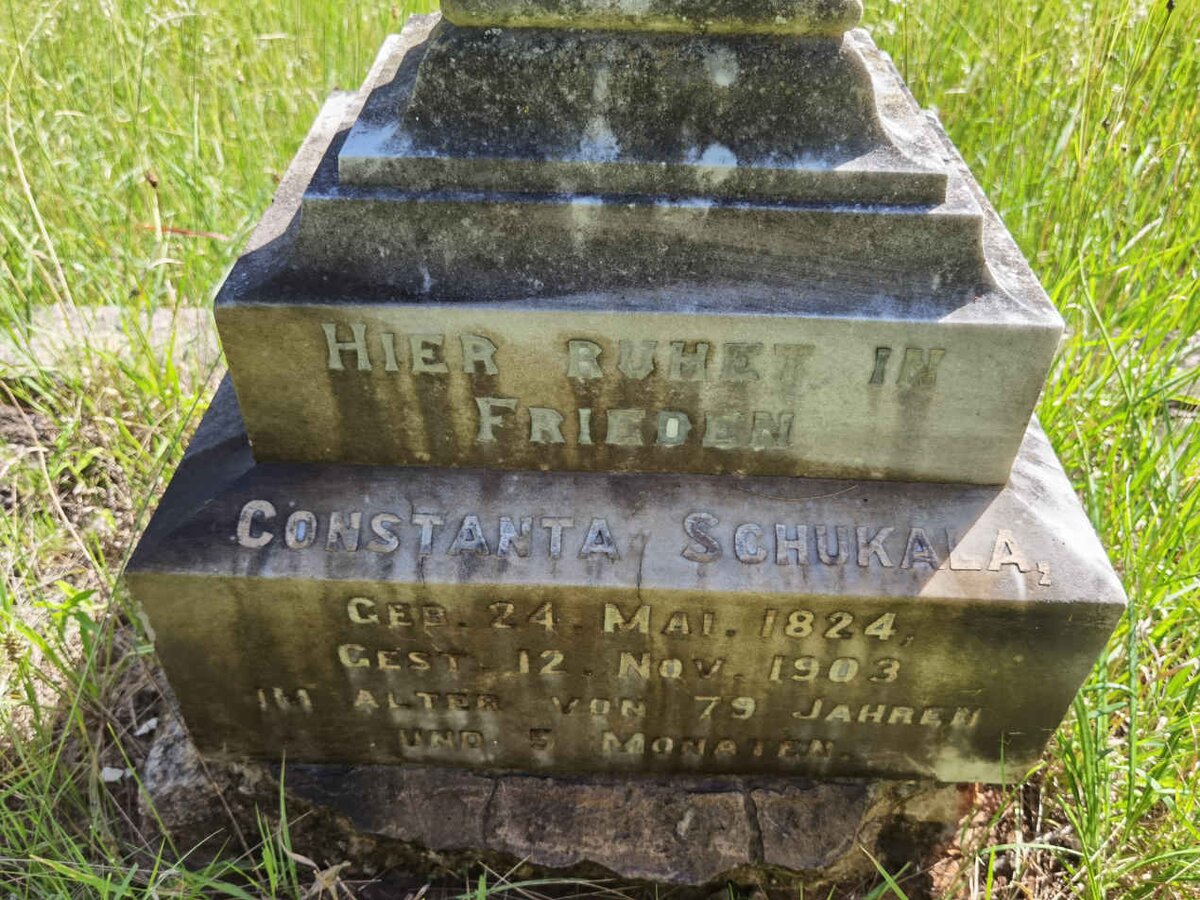 HIER RUHET IN
FRIEDEN
CONSTANTA SCHUKALA,
GEB. 24. MAI. 1824,
GEST. 12. NOV. 1903
IM ALTER VON 79 JAHREN
UND 5 MONATEN.